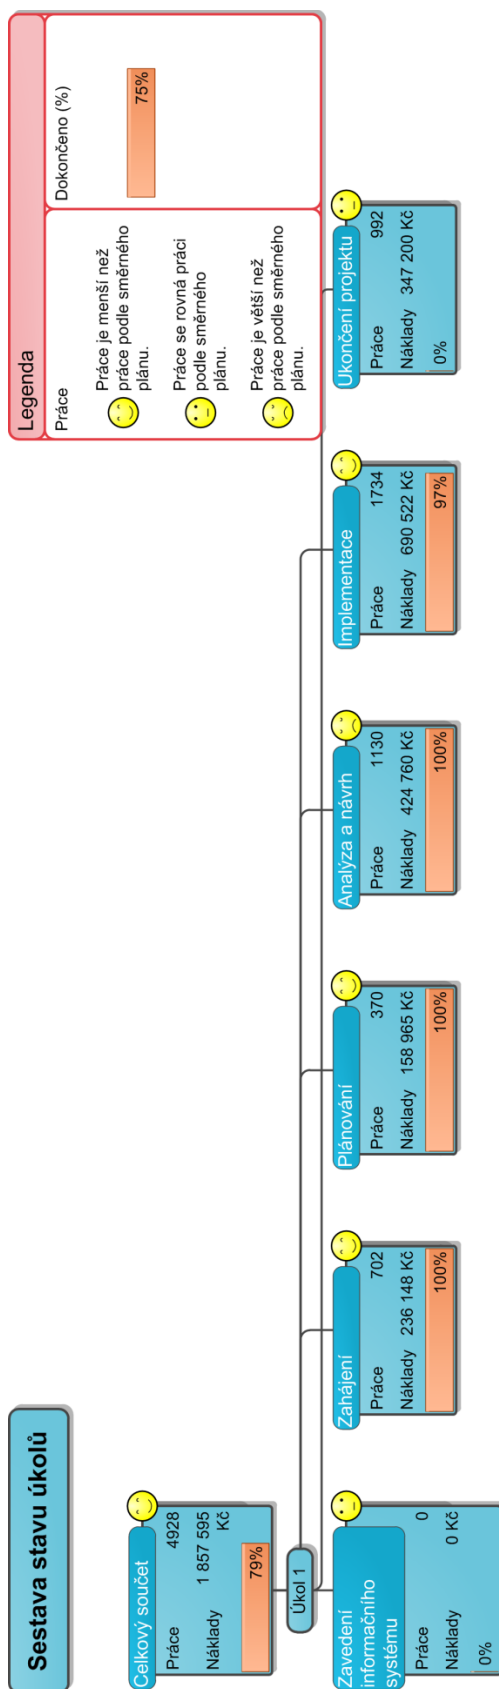 Sestava stavu úkolů
Legenda
Práce
Práce je menší než
práce podle směrného
plánu.
Práce se rovná práci
podle směrného
plánu.
Práce je větší než
práce podle směrného
plánu.
Dokončeno (%)
75%
Celkový součet
Práce 4928
Náklady 1 857 595
Kč
79%
Úkol 1
Zavedení
informačního
systému
Práce 0
Náklady 0 Kč
0%
Zahájení
Práce 702
Náklady 236 148 Kč
100%
Plánování
Práce 370
Náklady 158 965 Kč
100%
Analýza a návrh
Práce 1130
Náklady 424 760 Kč
100%
Implementace
Práce 1734
Náklady 690 522 Kč
97%
Ukončení projektu
Práce 992
Náklady 347 200 Kč
0%